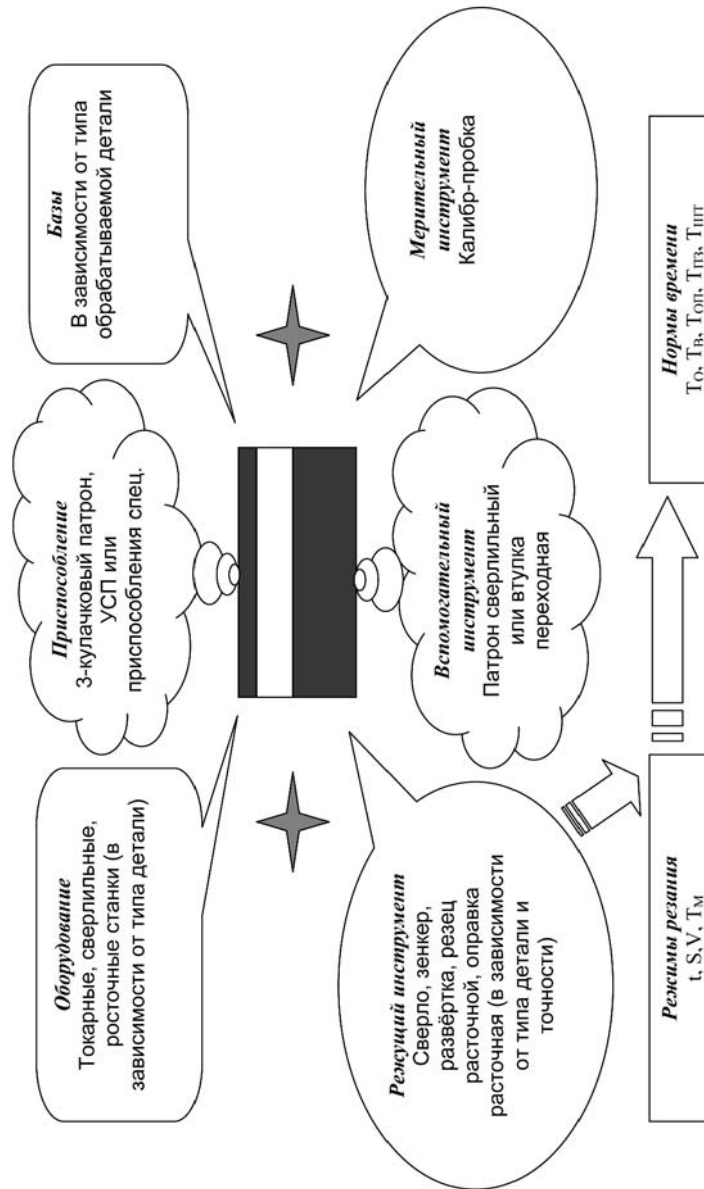 Оборудование
Токарные, сверлильные,
росточные станки (в
зависимости от типа детали)
Приспособление
3-кулачковый патрон,
УСП или
приспособления спец.
Базы
В зависимости от типа
обрабатываемой детали
Режущий инструмент
Сверло, зенкер,
развёртка, резец
расточной, оправка
расточная (в зависимости
от типа детали и
точности)
Вспомогательный
инструмент
Патрон сверлильный
или втулка
переходная
Мерительный
инструмент
Калибр-пробка
Режимы резания
t, S,V, TМ
Нормы времени
TО, TВ, TОП, TПЗ, TШТ